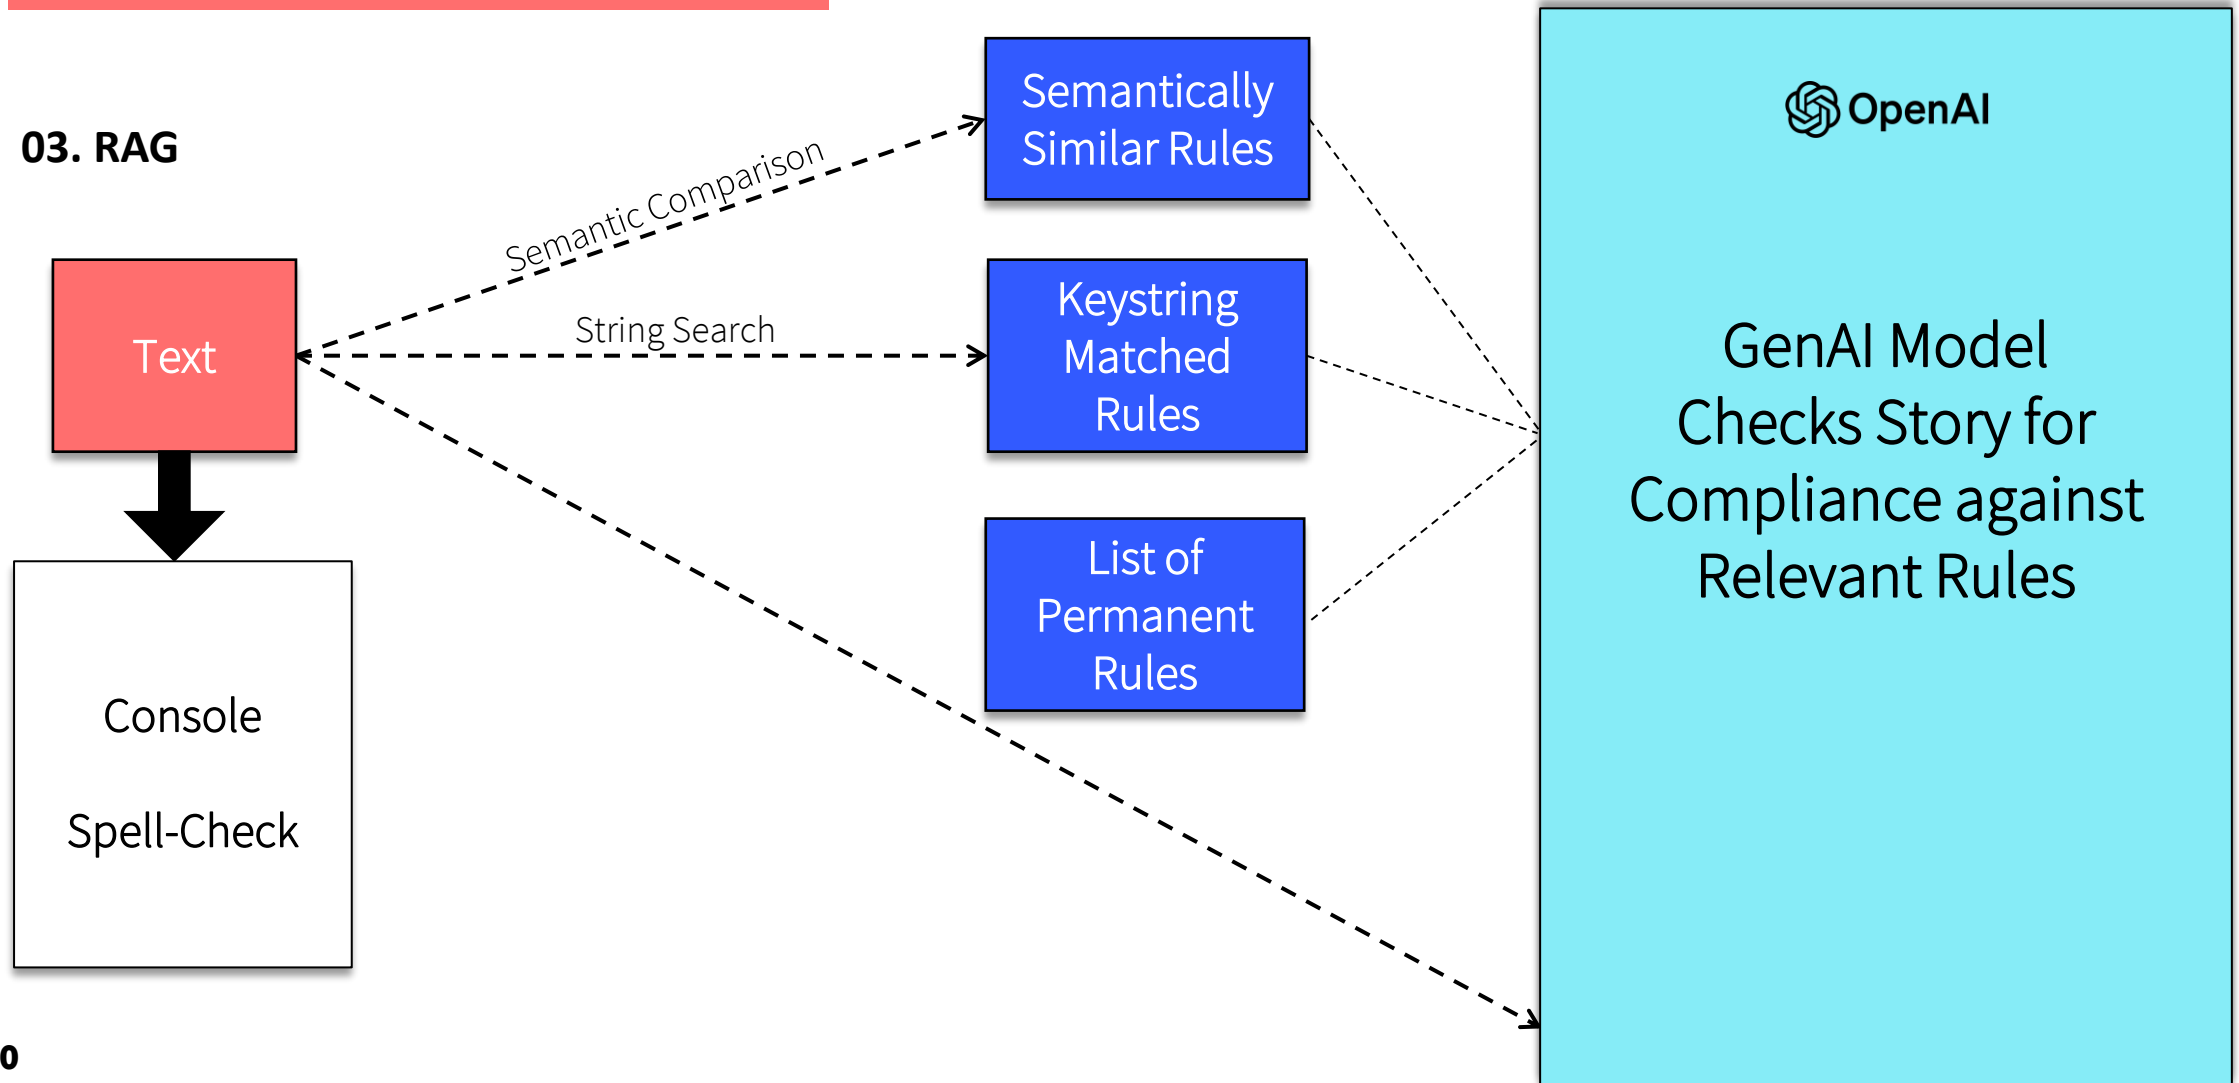 03. RAG
Text
Console
Spell-Check
Semantic Comparison
String Search
Semantically
Similar Rules
Keystring
Matched
Rules
List of
Permanent
Rules
OpenAI
GenAI Model
Checks Story for
Compliance against
Relevant Rules
0